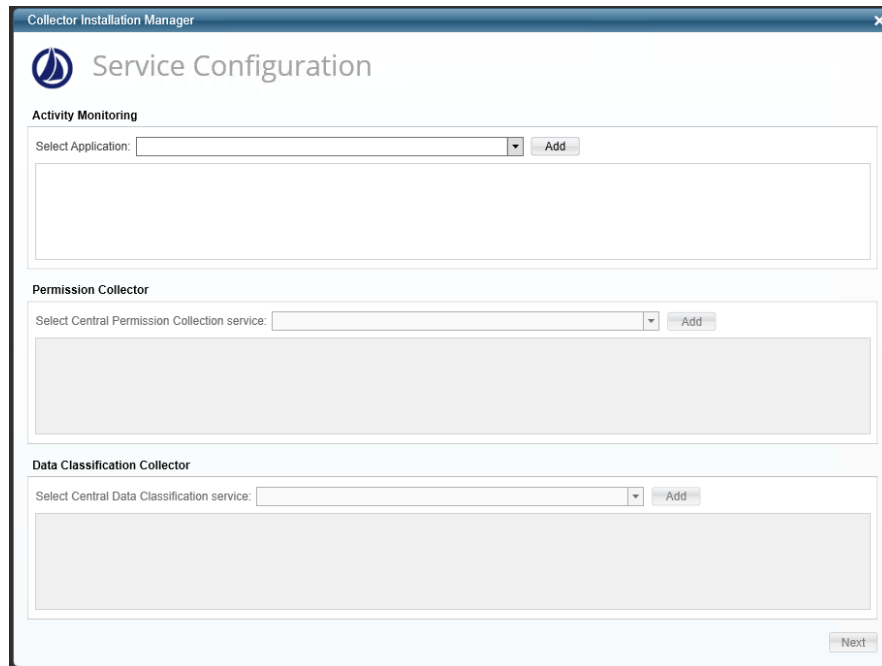 Collector Installation Manager
Service Configuration
Activity Monitoring
Select Application:
Add
Permission Collector
Select Central Permission Collection service:
Add
Data Classification Collector
Select Central Data Classification service:
Add
Next